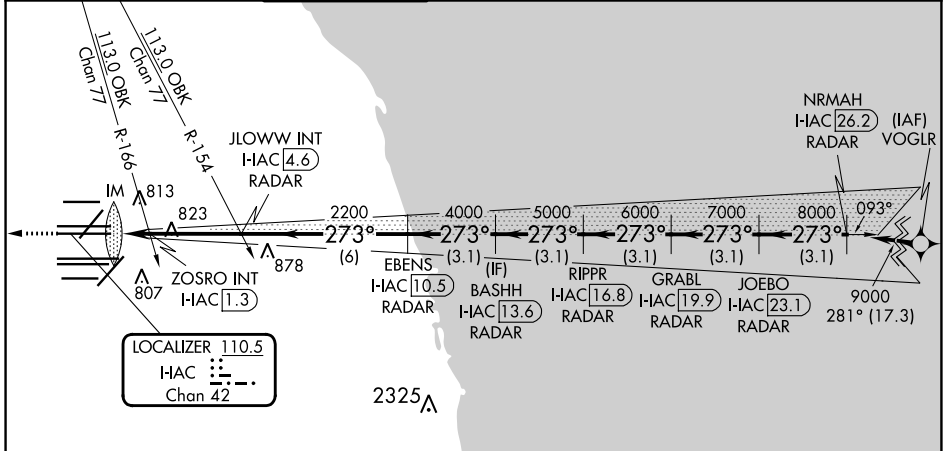 113.0 OBK
Chan 77
R-166
113.0 OBK
Chan 77
R-154
JLOWW INT
I-IAC 4.6
RADAR
NRMAH
I-IAC 26.2
RADAR
(IAF)
VOGLR
IM
813
823
878
807
ZOSRO INT
I-IAC 1.3
2200
273°
(6)
4000
273°
(3.1)
5000
273°
(3.1)
6000
273°
(3.1)
7000
273°
(3.1)
8000
273°
(3.1)
093°
EBENS
I-IAC 10.5
RADAR
(IF)
BASHH
I-IAC 13.6
RADAR
RIPPR
I-IAC 16.8
RADAR
GRABL
I-IAC 19.9
RADAR
JOEBO
I-IAC 23.1
RADAR
9000
281° (17.3)
LOCALIZER 110.5
I-IAC
Chan 42
2325